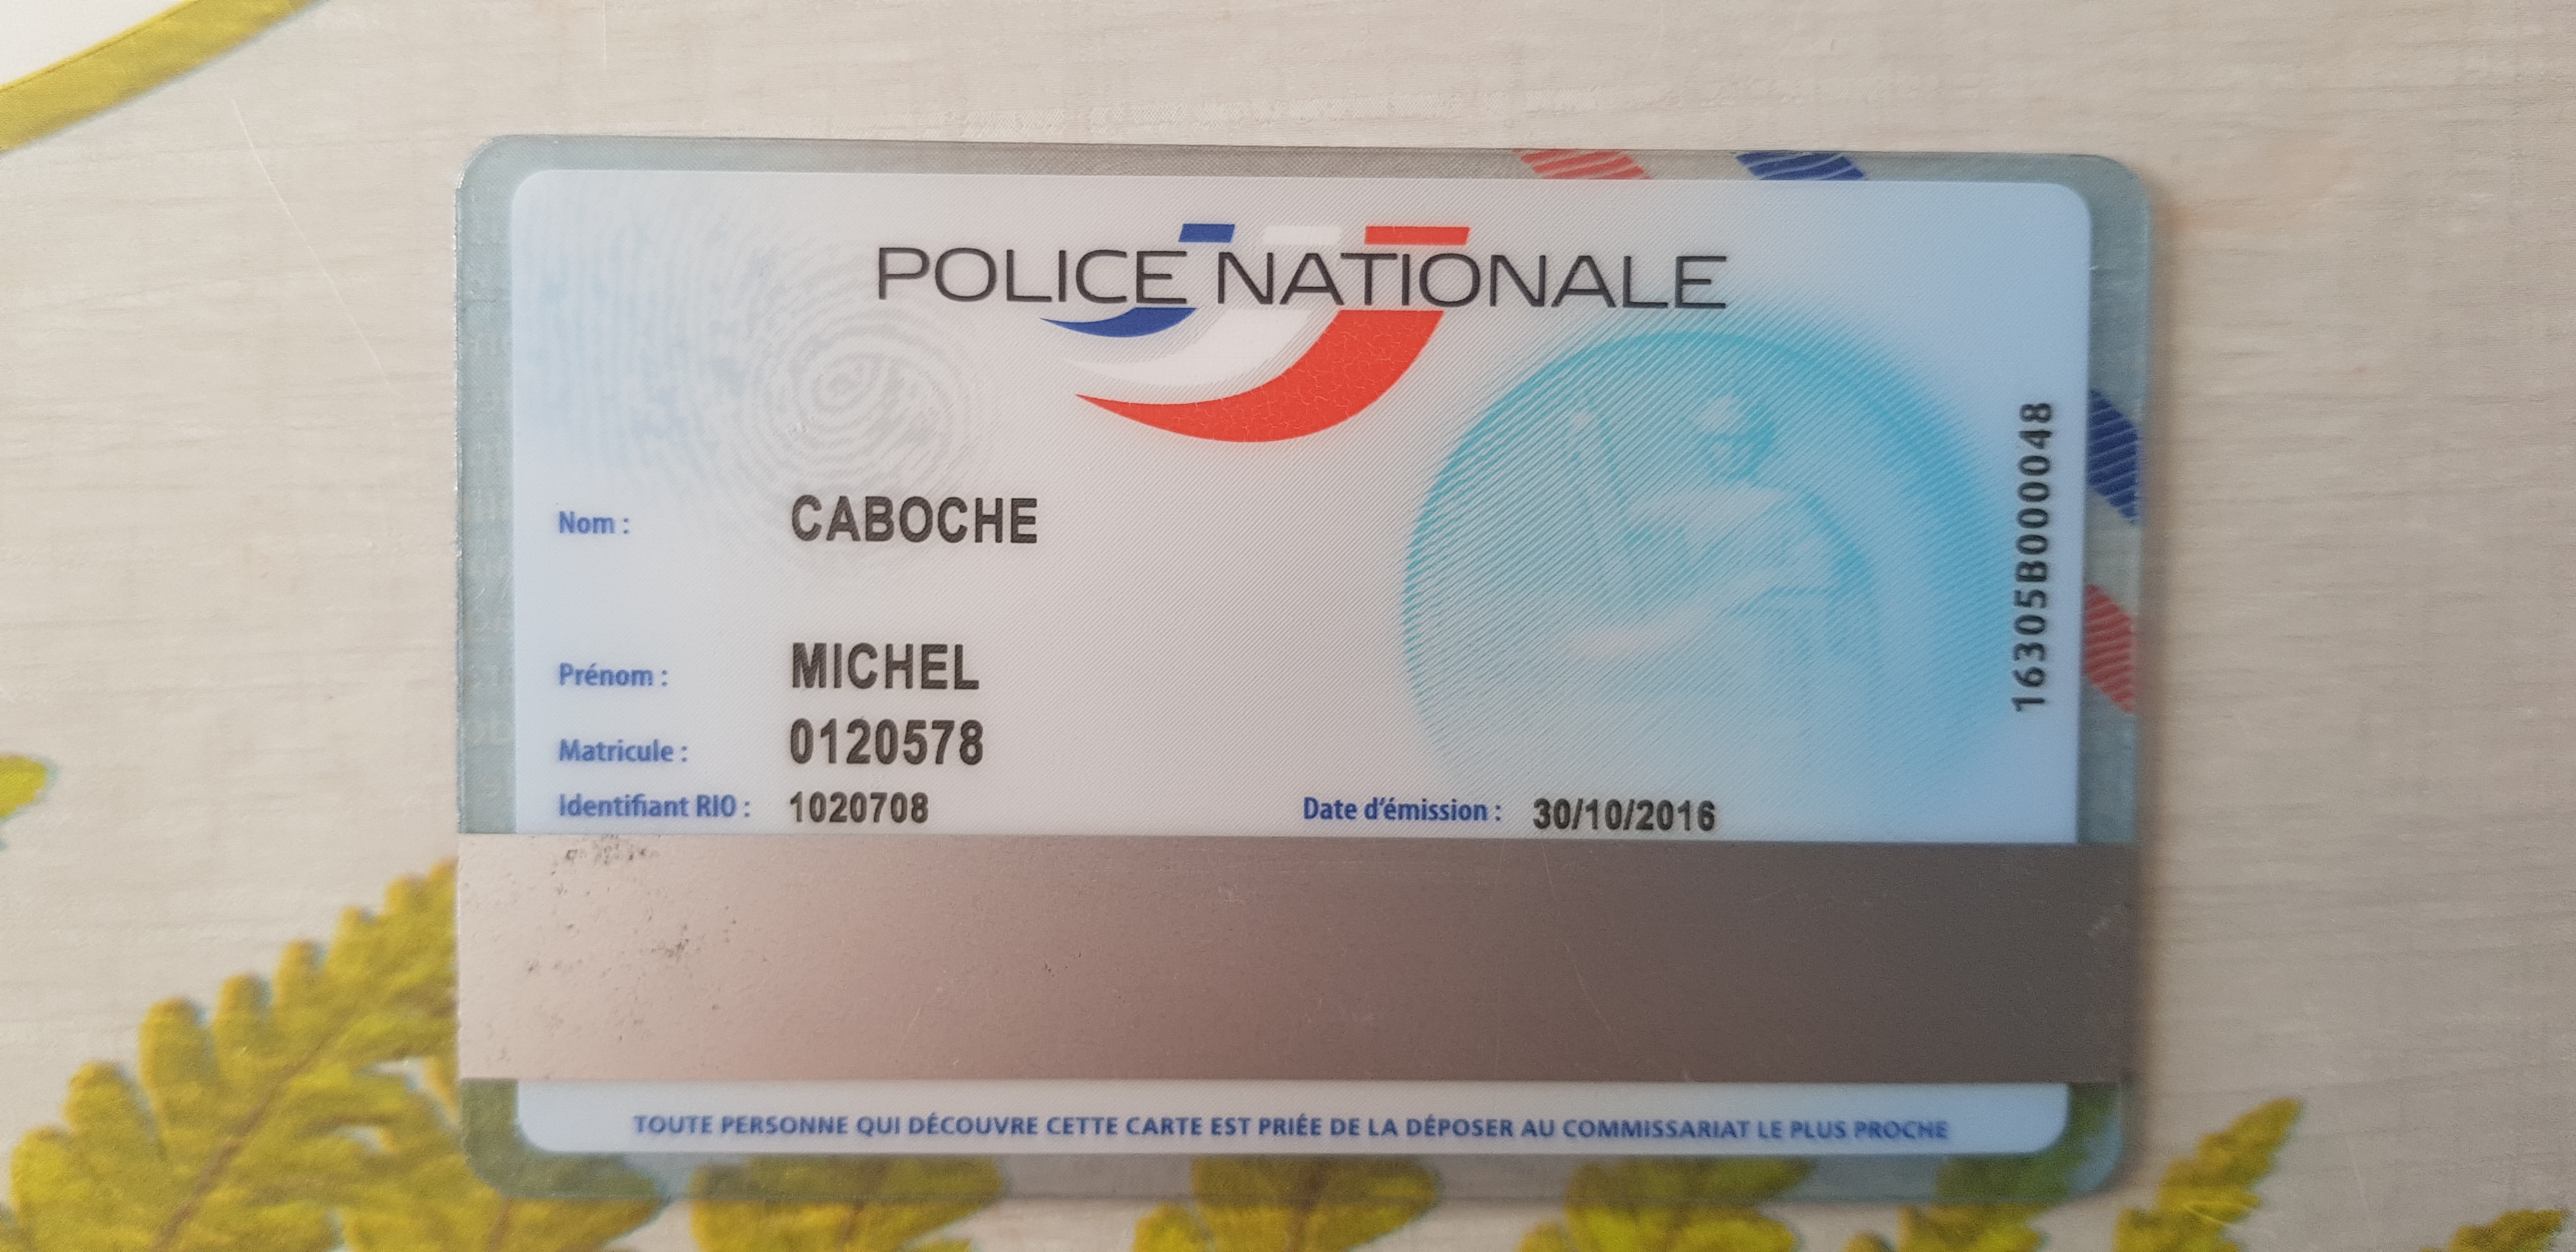 POLICE NATIONALE
Nom : CABOCHE
Prénom : MICHEL
Matricule : 0120578
Identifiant RIO : 1020708 Date d'émission : 30/10/2016
16305B000048
TOUTE PERSONNE QUI DÉCOUVRE CETTE CARTE EST PRIÉE DE LA DÉPOSER AU COMMISSARIAT LE PLUS PROCHE